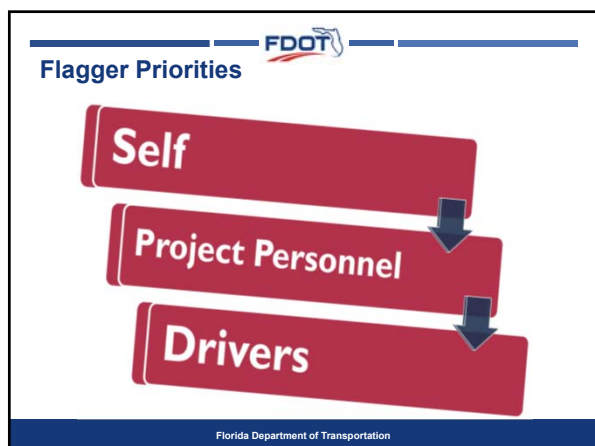 FDOT
Flagger Priorities
Self
Project Personnel
Drivers
Florida Department of Transportation